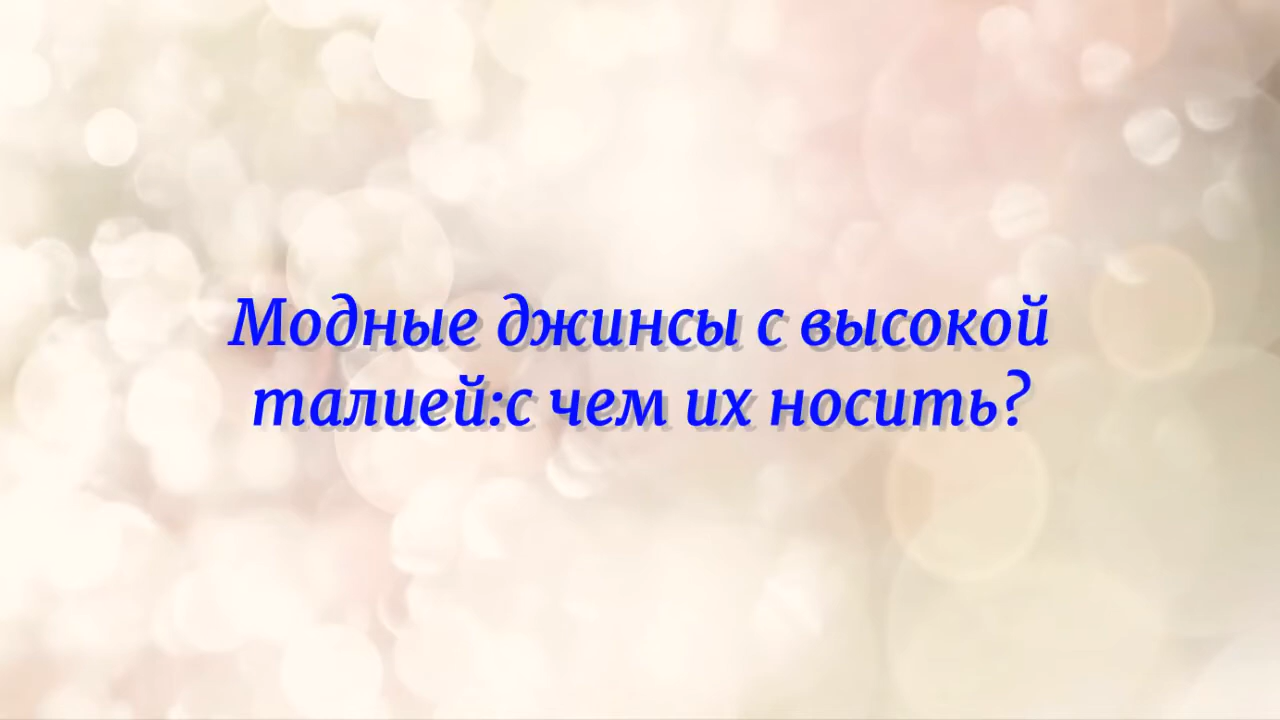 Модные джинсы с высокой
талией:с чем их носить?